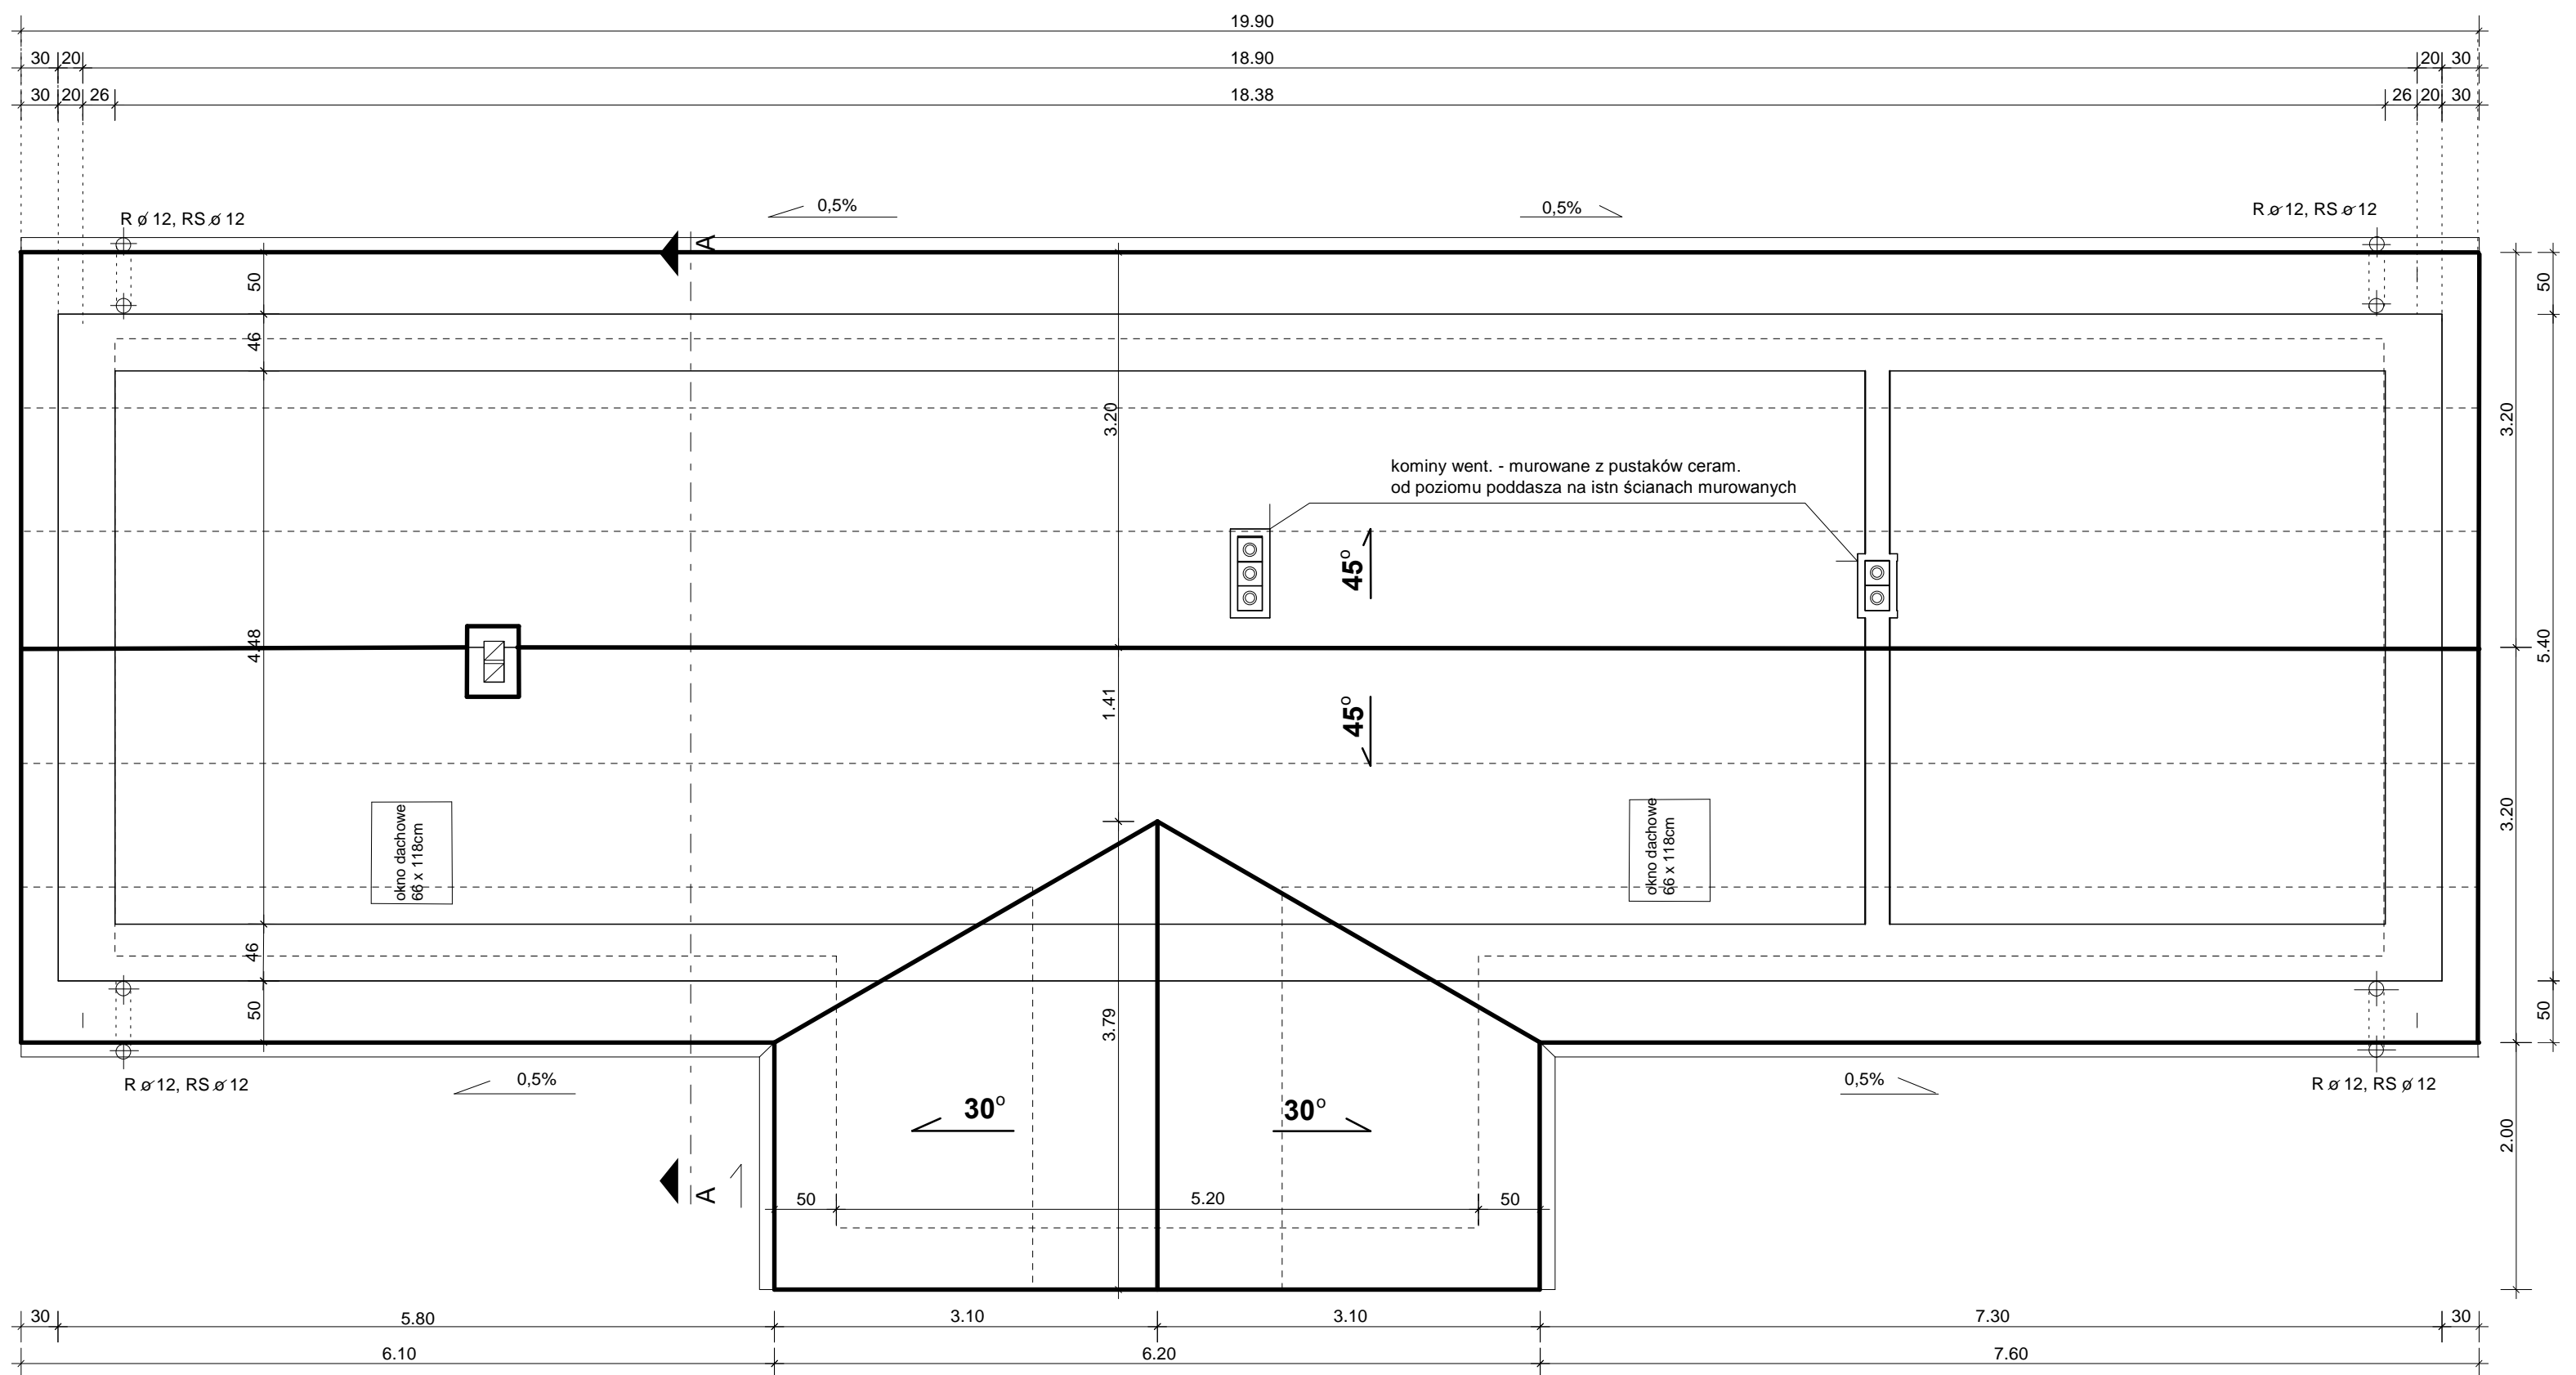 19.90
30 20 18.90 20 30
30 20 26 18.38 26 20 30
0,5% 0,5%
R ø 12, RS ø 12 R ø 12, RS ø 12
A
50
50
46
3.20
3.20
kominy went. - murowane z pustaków ceram.
od poziomu poddasza na istn ścianach murowanych
45°
4.48
5.40
1.41
45°
3.20
okno dachowe
66 x 118cm
okno dachowe
66 x 118cm
46
50
3.79
50
R ø 12, RS ø 12 0,5% 0,5% R ø 12, RS ø 12
30° 30°
2.00
A
50 5.20 50
30 5.80 3.10 3.10 7.30 30
6.10 6.20 7.60